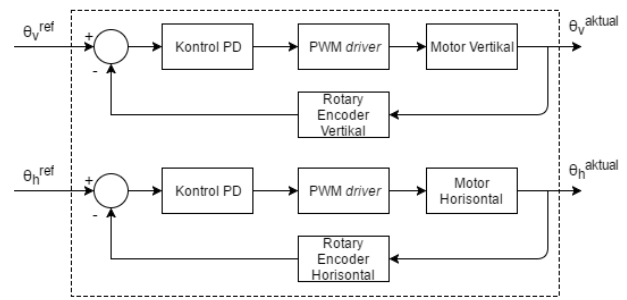 θv^ref
+
-
Kontrol PD
PWM driver
Motor Vertikal
θv^aktual
Rotary
Encoder
Vertikal
θh^ref
+
-
Kontrol PD
PWM driver
Motor
Horisontal
θh^aktual
Rotary
Encoder
Horisontal